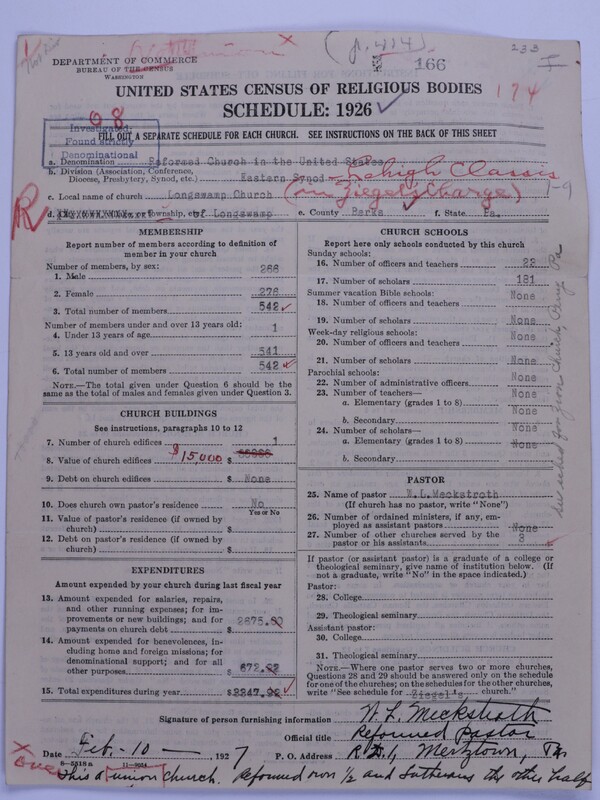 (p. 414)
233
DEPARTMENT OF COMMERCE
BUREAU OF THE CENSUS
WASHINGTON
166
UNITED STATES CENSUS OF RELIGIOUS BODIES
174
SCHEDULE: 1926
98
Investigated
Found strictly
Denominational
FILL OUT A SEPARATE SCHEDULE FOR EACH CHURCH. SEE INSTRUCTIONS ON THE BACK OF THIS SHEET
a. Denomination Reformed Church in the United States
b. Division (Association, Conference, Diocese, Presbytery, Synod, etc.) Eastern Synod - Lehigh Classis
c. Local name of church Longswamp Church (in Ziegel's Charge)
1-9
R
d. Township, etc. of Longswamp e. County Berks f. State Pa.
MEMBERSHIP
Report number of members according to definition of member in your church
Number of members, by sex:
1. Male 266
2. Female 276
3. Total number of members 542
Number of members under and over 13 years old:
4. Under 13 years of age 1
5. 13 years old and over 541
6. Total number of members 542
NOTE.—The total given under Question 6 should be the same as the total of males and females given under Question 3.
CHURCH BUILDINGS
See instructions, paragraphs 10 to 12
7. Number of church edifices 1
8. Value of church edifices $15,000 $
9. Debt on church edifices $ None
10. Does church own pastor's residence? No
Yes or No
11. Value of pastor's residence (if owned by church) $
12. Debt on pastor's residence (if owned by church) $
EXPENDITURES
Amount expended by your church during last fiscal year
13. Amount expended for salaries, repairs, and other running expenses; for improvements or new buildings; and for payments on church debt $
14. Amount expended for benevolences, including home and foreign missions; for denominational support; and for all other purposes $
15. Total expenditures during year $
CHURCH SCHOOLS
Report here only schools conducted by this church
Sunday schools:
16. Number of officers and teachers 22
17. Number of scholars 181
Summer vacation Bible schools:
18. Number of officers and teachers None
19. Number of scholars None
Week-day religious schools:
20. Number of officers and teachers None
21. Number of scholars None
Parochial schools:
22. Number of administrative officers None
23. Number of teachers—
a. Elementary (grades 1 to 8) None
b. Secondary None
24. Number of scholars—
a. Elementary (grades 1 to 8) None
b. Secondary
PASTOR
25. Name of pastor W.L.Meckstroth
(If church has no pastor, write "None")
26. Number of ordained ministers, if any, employed as assistant pastors None
27. Number of other churches served by the pastor or his assistants 3
If pastor (or assistant pastor) is a graduate of a college or theological seminary, give name of institution below. (If not a graduate, write "No" in the space indicated.)
Pastor:
28. College
29. Theological seminary
Assistant pastor:
30. College
31. Theological seminary
NOTE.—Where one pastor serves two or more churches, Questions 28 and 29 should be answered only on the schedule for one of the churches; on the schedules for the other churches, write "See schedule for Ziegel's church."
Signature of person furnishing information W. L. Meckstroth
Official title Reformed Pastor
Date Feb. 10 — , 1927 P. O. Address R.D.1, Mertztown, Pa
8—5518 a
11—9054
over
This a union church. Reformed own 1/2 and Lutherans the other half